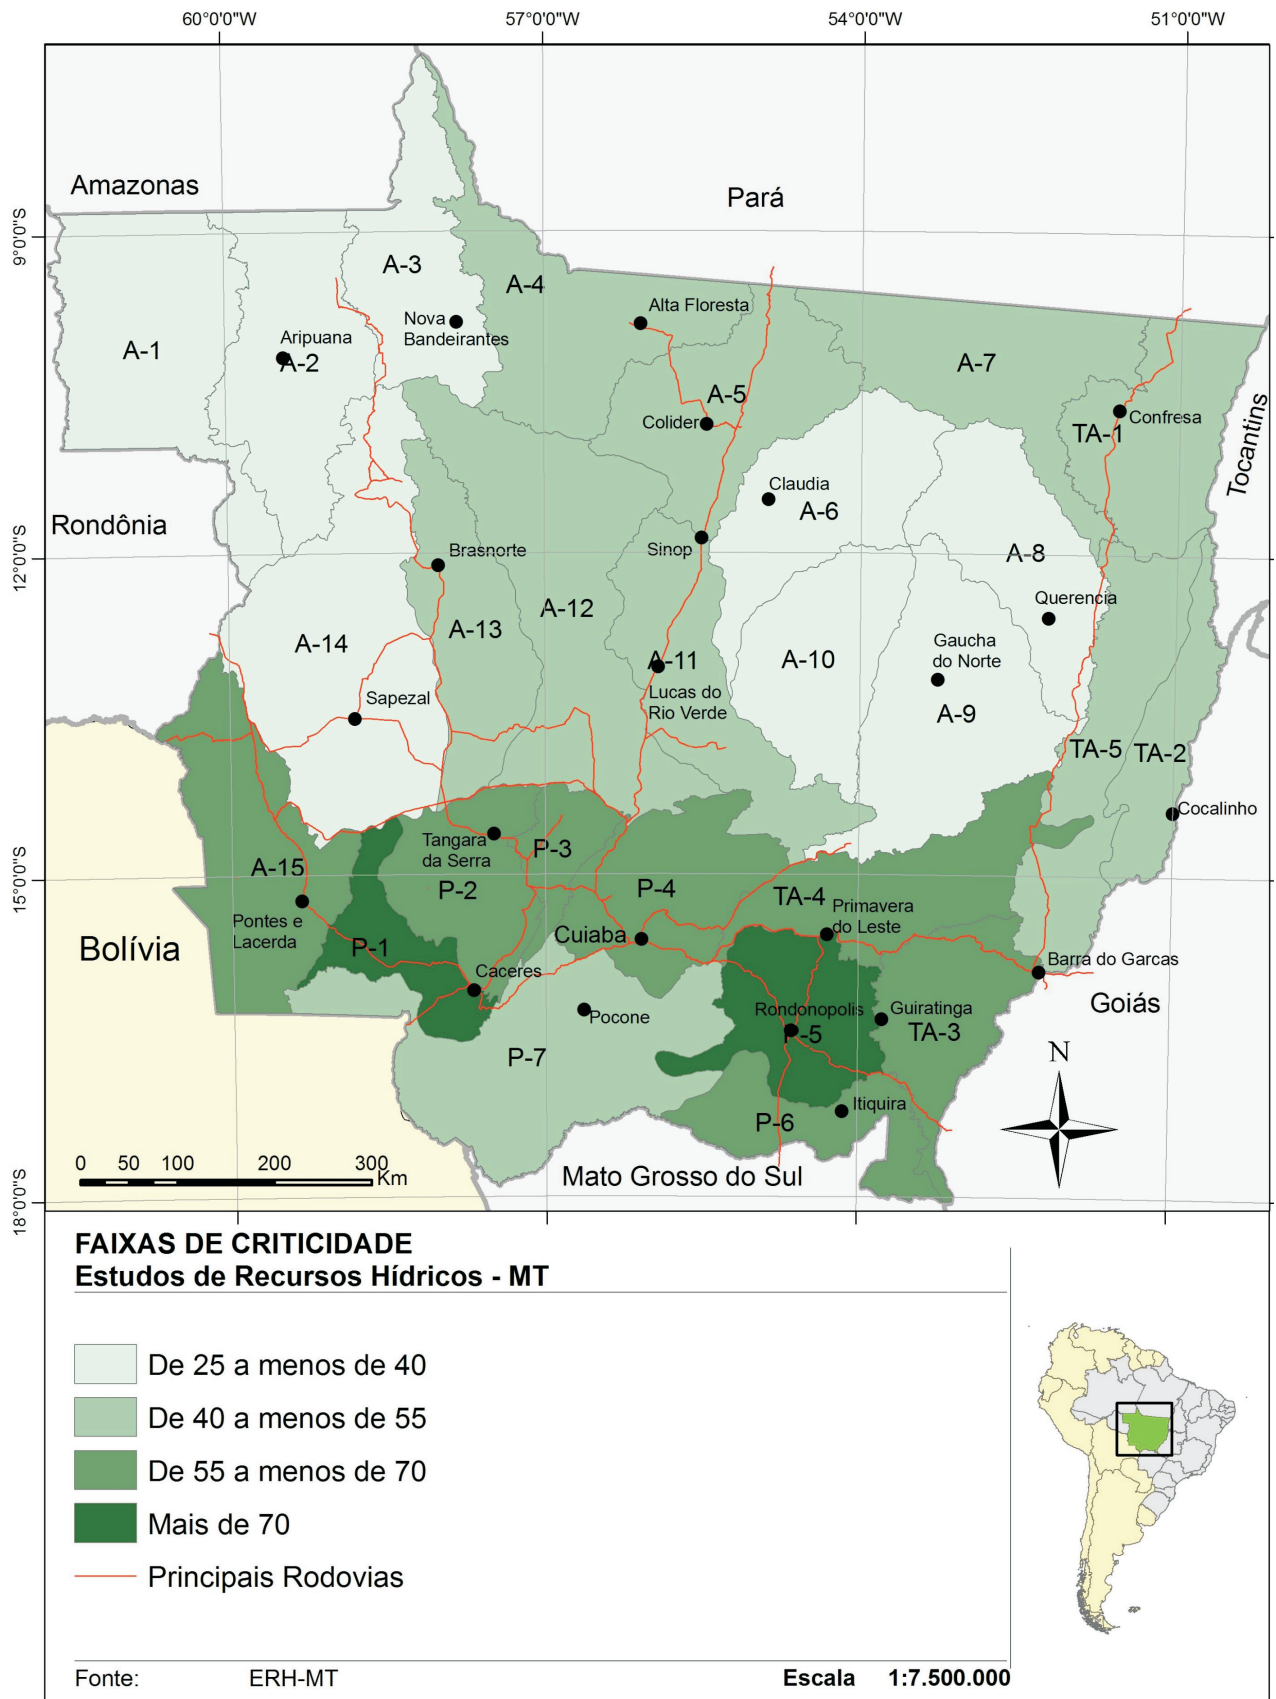 60°0'0"W
57°0'0"W
54°0'0"W
51°0'0"W
Amazonas
Pará
9°0'0"S
A-3
A-4
Alta Floresta
Nova
Bandeirantes
Aripuana
A-1
A-2
A-7
A-5
Colider
Confresa
TA-1
Tocantins
Claudia
A-6
Rondônia
Sinop
Brasnorte
A-8
12°0'0"S
Querencia
A-12
A-13
A-14
Gaucha
do Norte
A-10
A-11
Sapezal
Lucas do
Rio Verde
A-9
TA-5
TA-2
Cocalinho
Tangara
da Serra
P-3
A-15
P-2
P-4
TA-4
15°0'0"S
Primavera
do Leste
Pontes e
Lacerda
Cuiaba
P-1
Bolívia
Caceres
Barra do Garcas
Goiás
Pocone
Rondonopolis
P-5
Guiratinga
TA-3
P-7
N
Itiquira
P-6
0 50 100 200 300
Km
Mato Grosso do Sul
18°0'0"S
FAIXAS DE CRITICIDADE
Estudos de Recursos Hídricos - MT
De 25 a menos de 40
De 40 a menos de 55
De 55 a menos de 70
Mais de 70
Principais Rodovias
Fonte: ERH-MT
Escala 1:7.500.000